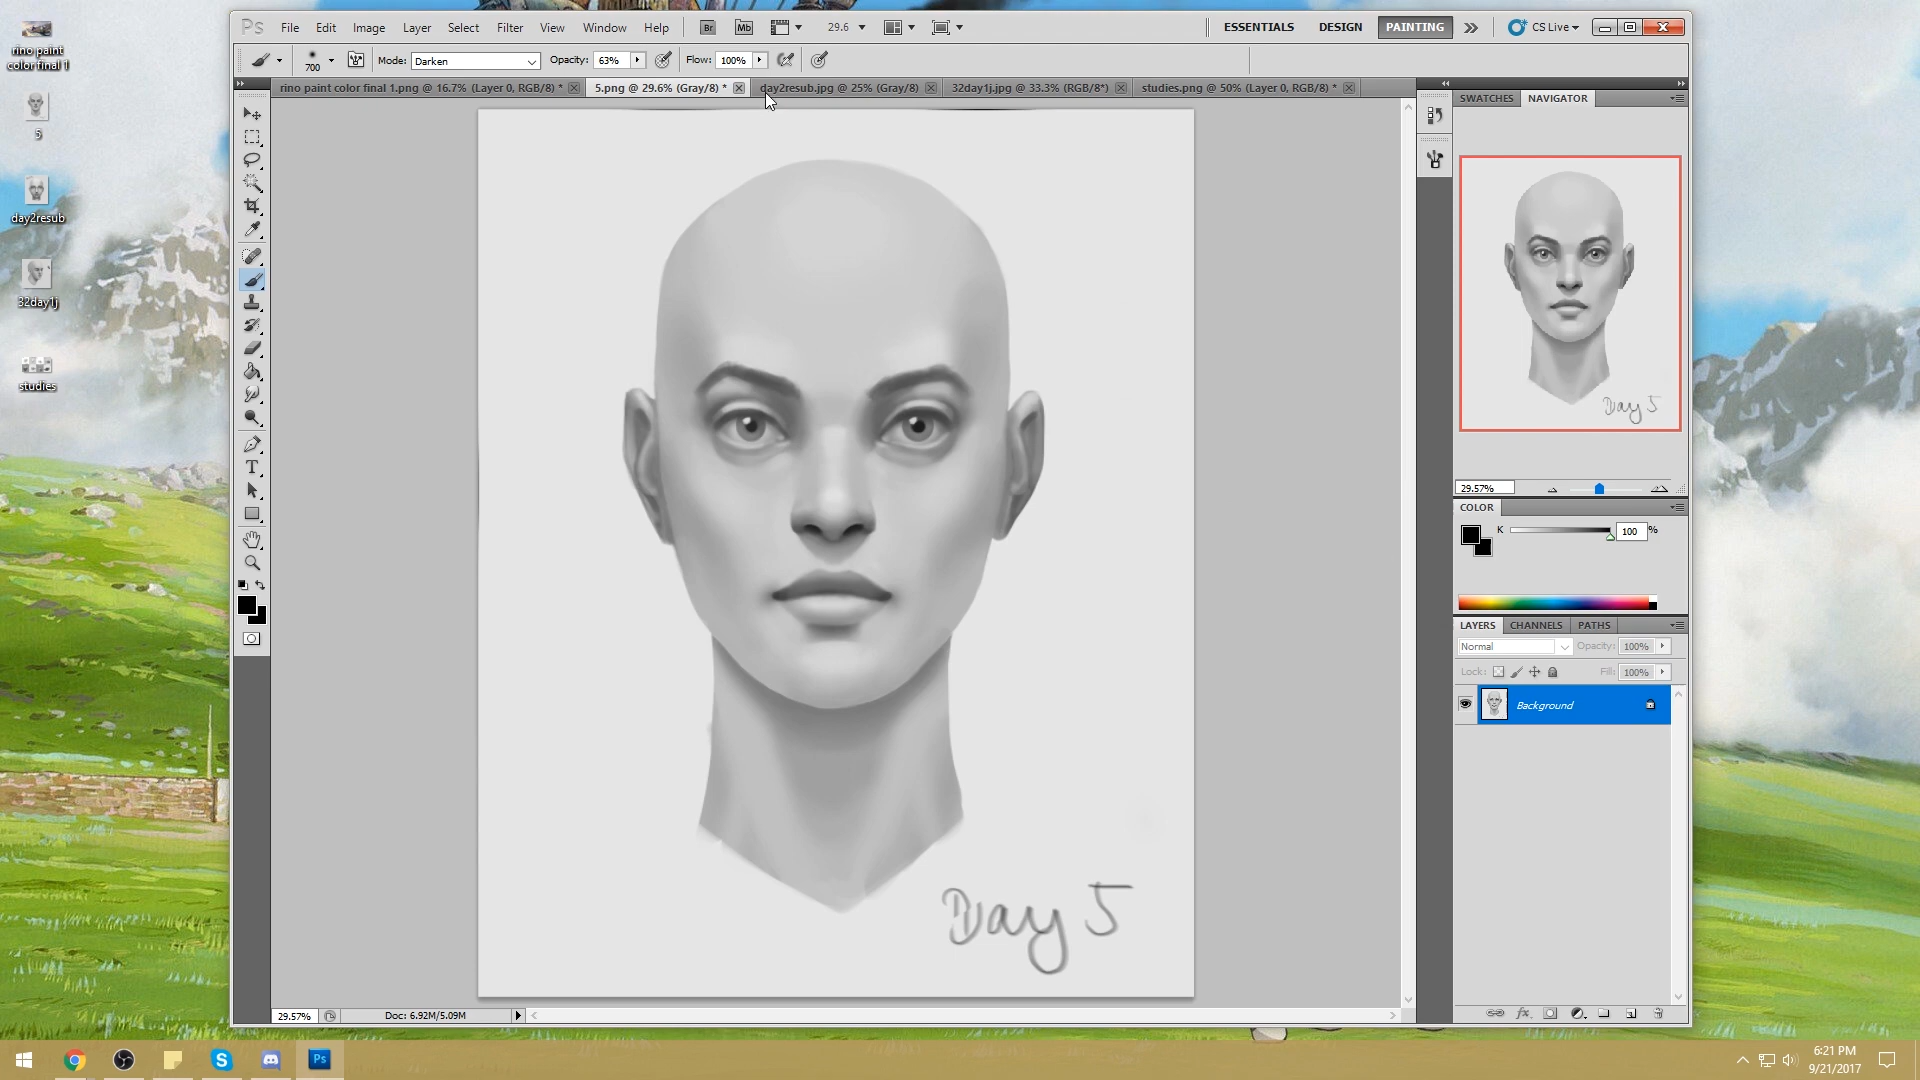 Ps File Edit Image Layer Select Filter View Window Help Br Mb 29.6 ESSENTIALS DESIGN PAINTING CS Live
700 Mode: Darken Opacity: 63% Flow: 100%
rino paint color final 1.png @ 16.7% (Layer 0, RGB/8) * 5.png @ 29.6% (Gray/8) * day2resub.jpg @ 25% (Gray/8) 32day1j.jpg @ 33.3% (RGB/8*) studies.png @ 50% (Layer 0, RGB/8) *
rino paint
color final 1
5
day2resub
32day1j
studies
SWATCHES NAVIGATOR
Day 5
29.57%
COLOR
K 100 %
LAYERS CHANNELS PATHS
Normal Opacity: 100%
Lock: Fill: 100%
Background
Day 5
29.57% Doc: 6.92M/5.09M
Ps
6:21 PM
9/21/2017